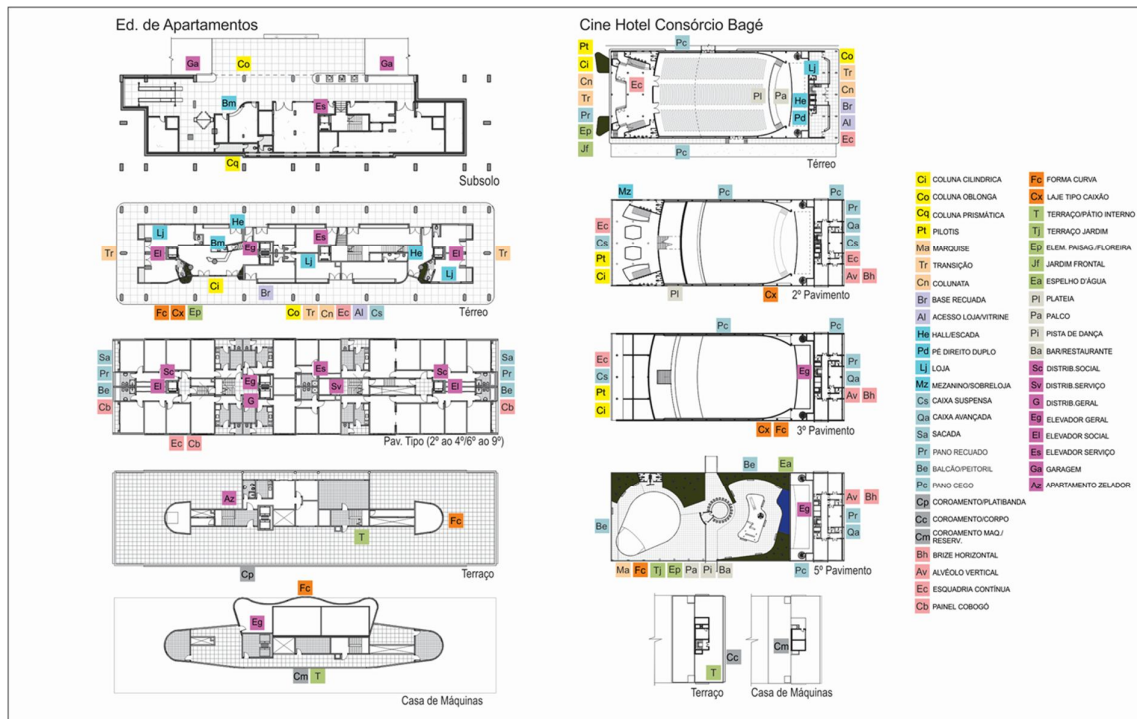 Ed. de Apartamentos
Ga
Co
Ga
Bm
Es
Cq
Subsolo
He
Lj
Es
Bm
Eg
He
Tr
El
Lj
El
Tr
Lj
Ci
Br
Fc Cx Ep
Co Tr Cn Ec Al Cs
Térreo
Sa
Sa
Pr
Sc
Es
Sc
Pr
Be
El
Eg
Sv
El
Be
Cb
G
Cb
Ec Cb
Pav. Tipo (2º ao 4º/6º ao 9º)
Az
Fc
T
Cp
Terraço
Fc
Eg
Cm T
Casa de Máquinas
Cine Hotel Consórcio Bagé
Pt
Pc
Ci
Co
Cn
Ec
Lj
Tr
Tr
Pl Pa
He
Cn
Pr
Br
Ep
Pd
Al
Jf
Pc
Ec
Térreo
Mz
Pc
Pc
Pr
Ec
Qa
Cs
Cs
Pt
Ec
Ci
Av Bh
Pl
Cx
2º Pavimento
Pc
Pc
Ec
Pr
Cs
Eg
Qa
Pt
Av Bh
Ci
Cx Fc
3º Pavimento
Be
Ea
Av Bh
Be
Eg
Pr
Qa
Ma Fc Tj Ep Pa Pi Ba
Pc
5º Pavimento
Cc
T
Terraço
Cm
Casa de Máquinas
Ci COLUNA CILINDRICA
Co COLUNA OBLONGA
Cq COLUNA PRISMÁTICA
Pt PILOTIS
Ma MARQUISE
Tr TRANSIÇÃO
Cn COLUNATA
Br BASE RECUADA
Al ACESSO LOJA/VITRINE
He HALL/ESCADA
Pd PÉ DIREITO DUPLO
Lj LOJA
Mz MEZANINO/SOBRELOJA
Cs CAIXA SUSPENSA
Qa CAIXA AVANÇADA
Sa SACADA
Pr PANO RECUADO
Be BALCÃO/PEITORIL
Pc PANO CEGO
Cp COROAMENTO/PLATIBANDA
Cc COROAMENTO/CORPO
Cm COROAMENTO MAQ./
RESERV.
Bh BRIZE HORIZONTAL
Av ALVÉOLO VERTICAL
Ec ESQUADRIA CONTÍNUA
Cb PAINEL COBOGÓ
Fc FORMA CURVA
Cx LAJE TIPO CAIXÃO
T TERRAÇO/PÁTIO INTERNO
Tj TERRAÇO JARDIM
Ep ELEM. PAISAG./FLOREIRA
Jf JARDIM FRONTAL
Ea ESPELHO D'ÁGUA
Pl PLATEIA
Pa PALCO
Pi PISTA DE DANÇA
Ba BAR/RESTAURANTE
Sc DISTRIB.SOCIAL
Sv DISTRIB.SERVIÇO
G DISTRIB.GERAL
Eg ELEVADOR GERAL
El ELEVADOR SOCIAL
Es ELEVADOR SERVIÇO
Ga GARAGEM
Az APARTAMENTO ZELADOR